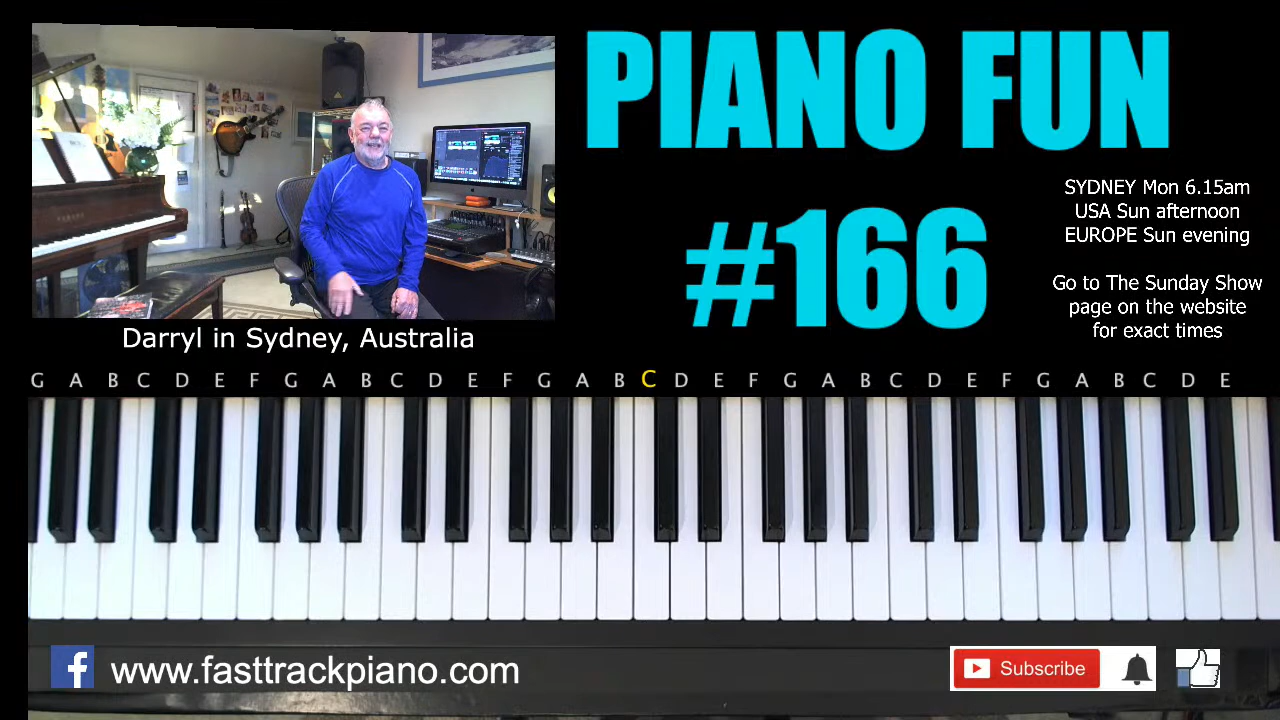 PIANO FUN
#166
SYDNEY Mon 6.15am
USA Sun afternoon
EUROPE Sun evening
Go to The Sunday Show
page on the website
for exact times
Darryl in Sydney, Australia
G A B C D E F G A B C D E F G A B C D E F G A B C D E F G A B C D E
f www.fasttrackpiano.com
Subscribe